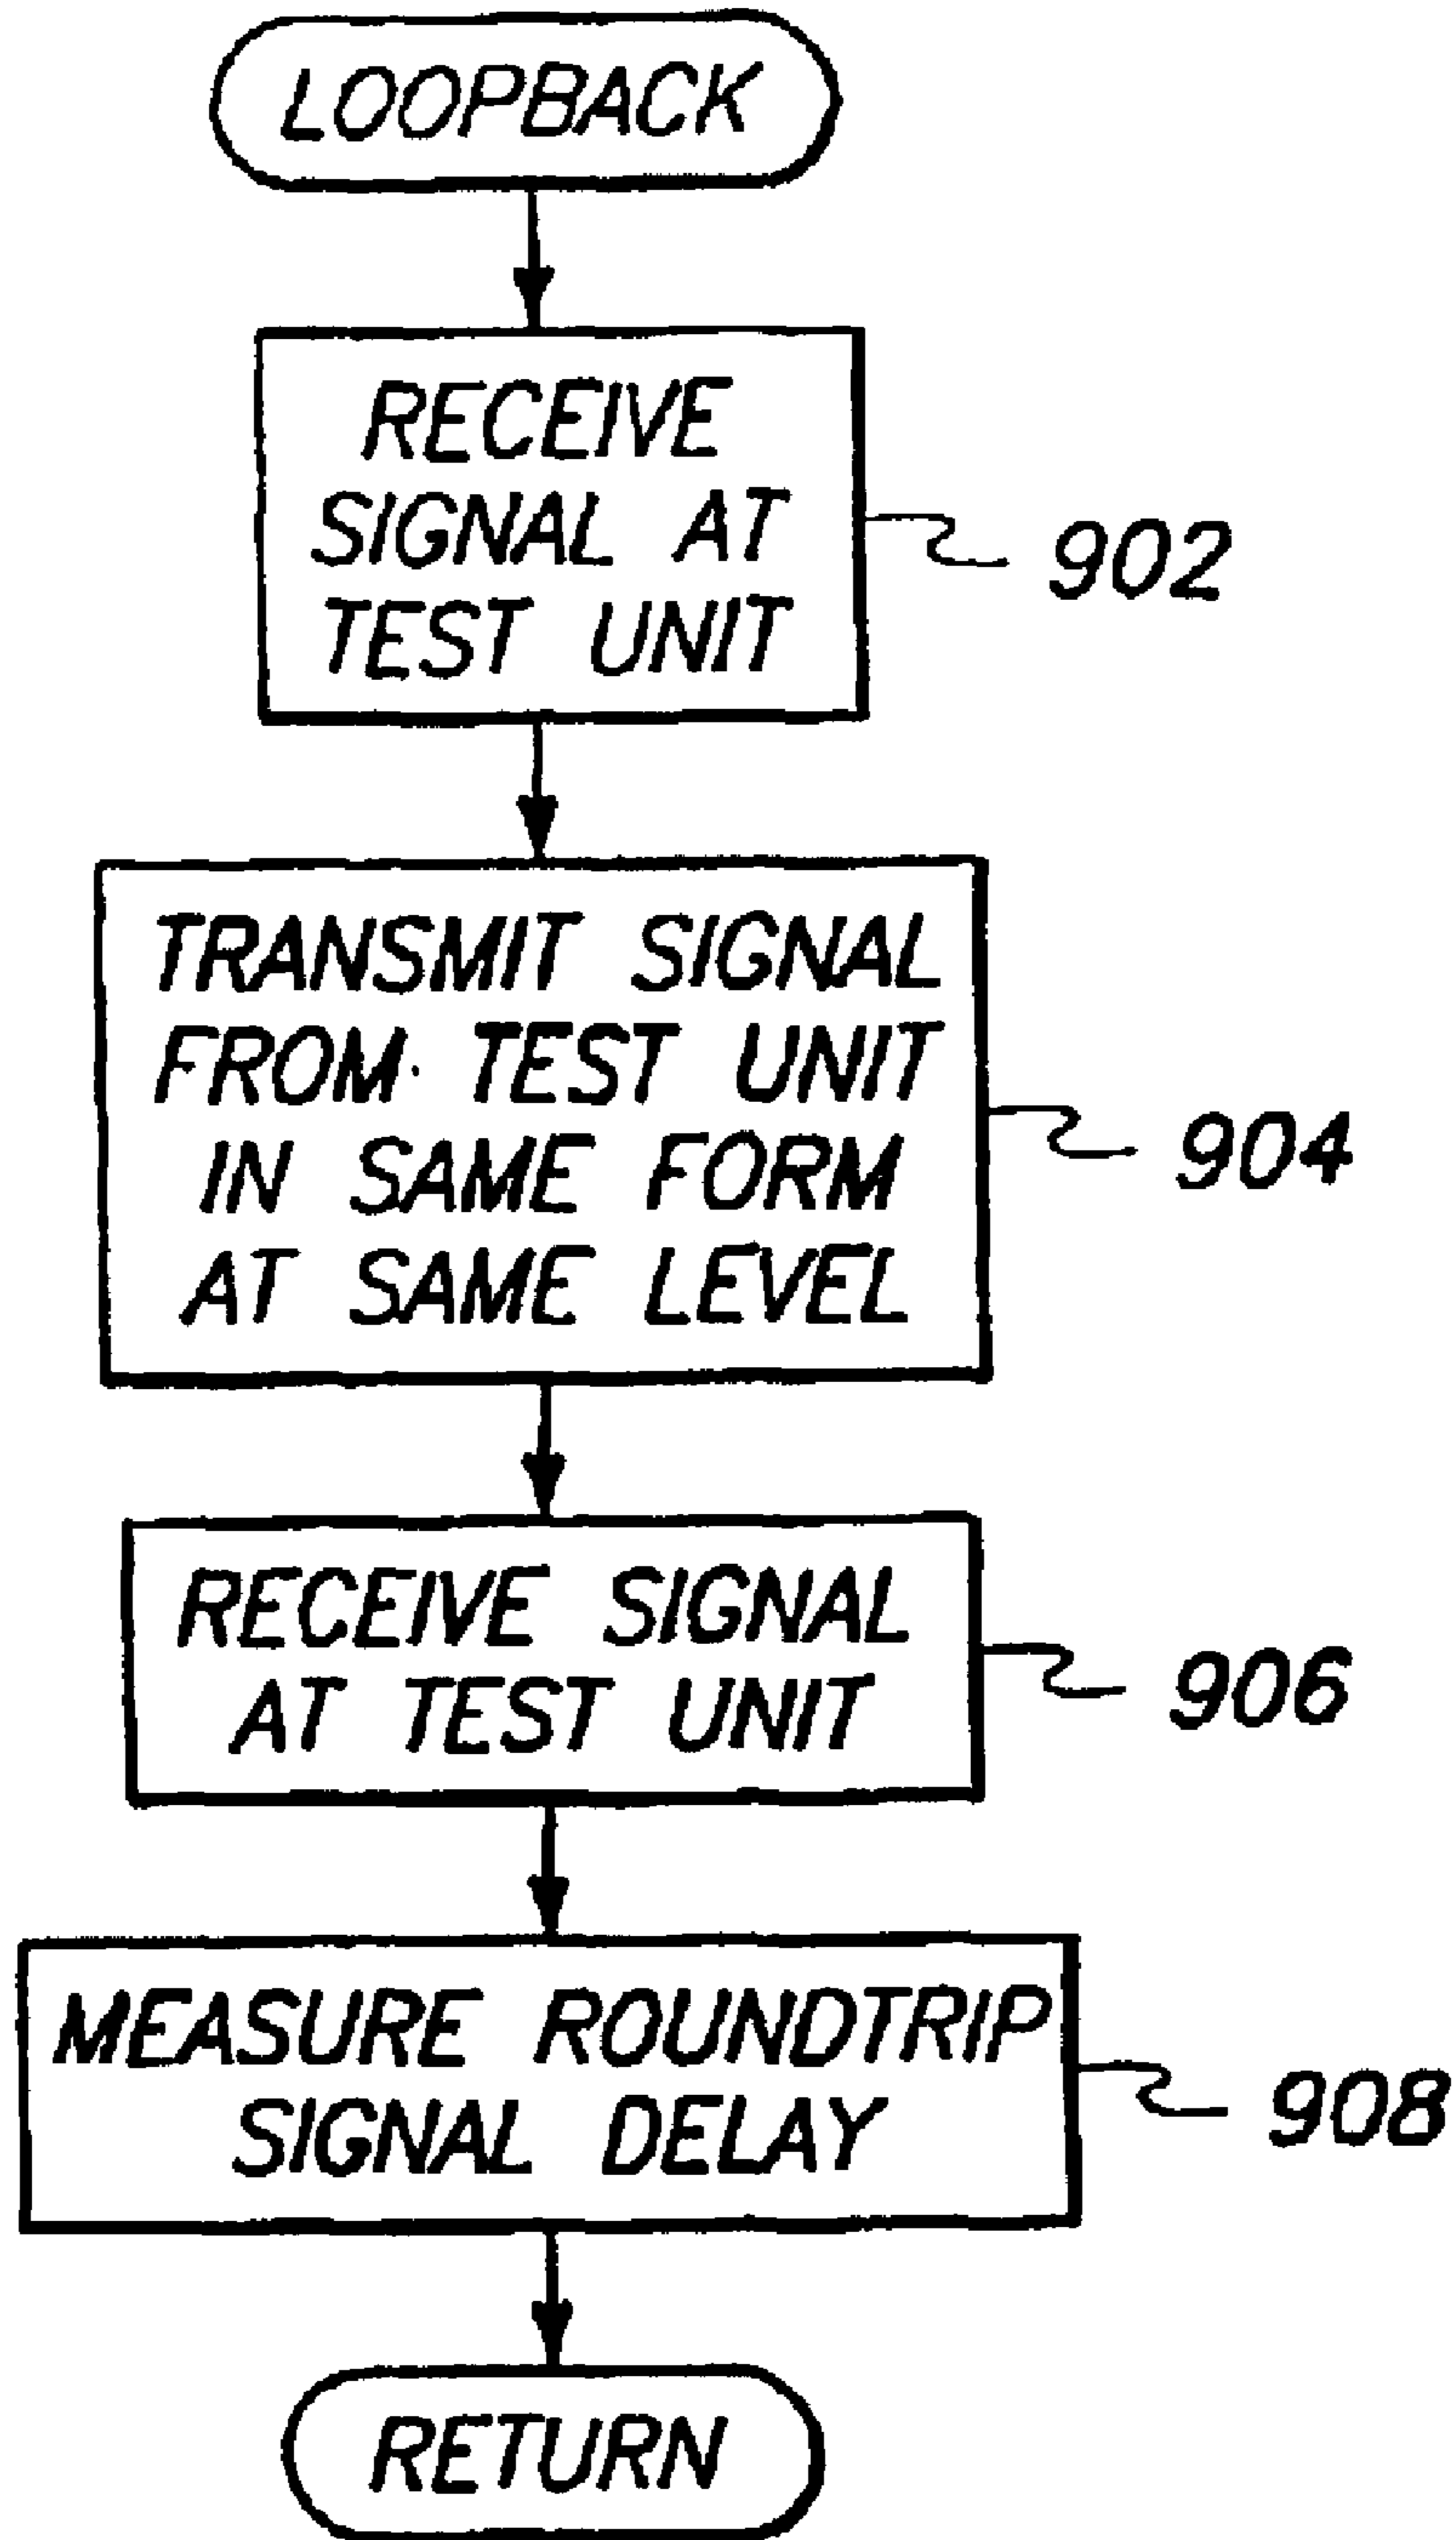 LOOPBACK
RECEIVE
SIGNAL AT
TEST UNIT
902
TRANSMIT SIGNAL
FROM TEST UNIT
IN SAME FORM
AT SAME LEVEL
904
RECEIVE SIGNAL
AT TEST UNIT
906
MEASURE ROUNDTRIP
SIGNAL DELAY
908
RETURN